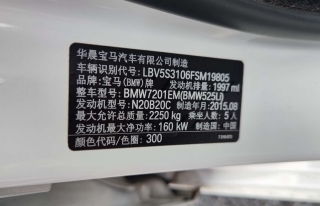 华晨宝马汽车有限公司制造
车辆识别代号：LBV5S3106FSM19805
品牌：宝马(BMW)牌 发动机排量：1997 ml
整车型号：BMW7201EM(BMW525Li)
发动机型号：N20B20C 制造年月：2015.08
最大允许总质量：2250 kg 乘坐人数：5 人
发动机最大净功率：160 kW 制造国：中国
颜色代码/色圈：300